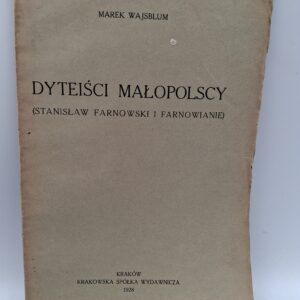 MAREK WAJSBLUM
DYTEIŚCI MAŁOPOLSCY
(STANISŁAW FARNOWSKI I FARNOWIANIE)
KRAKÓW
KRAKOWSKA SPÓŁKA WYDAWNICZA
1928